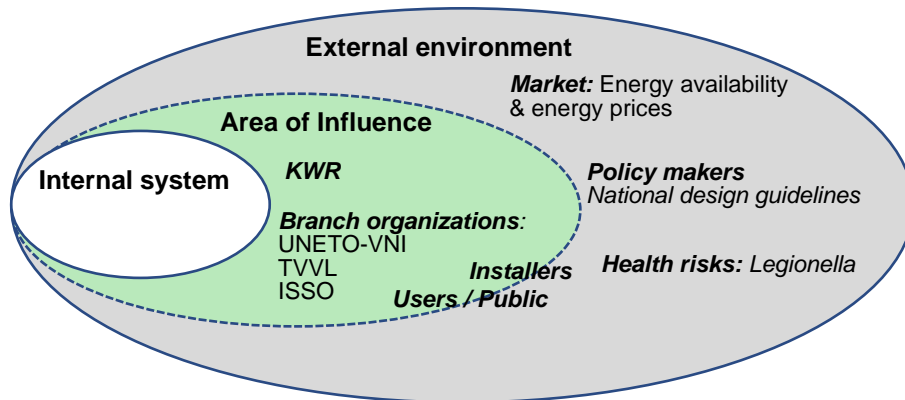 External environment
Market: Energy availability
& energy prices
Area of Influence
Internal system
KWR
Policy makers
National design guidelines
Branch organizations:
UNETO-VNI
TVVL
ISSO
Installers
Users / Public
Health risks: Legionella